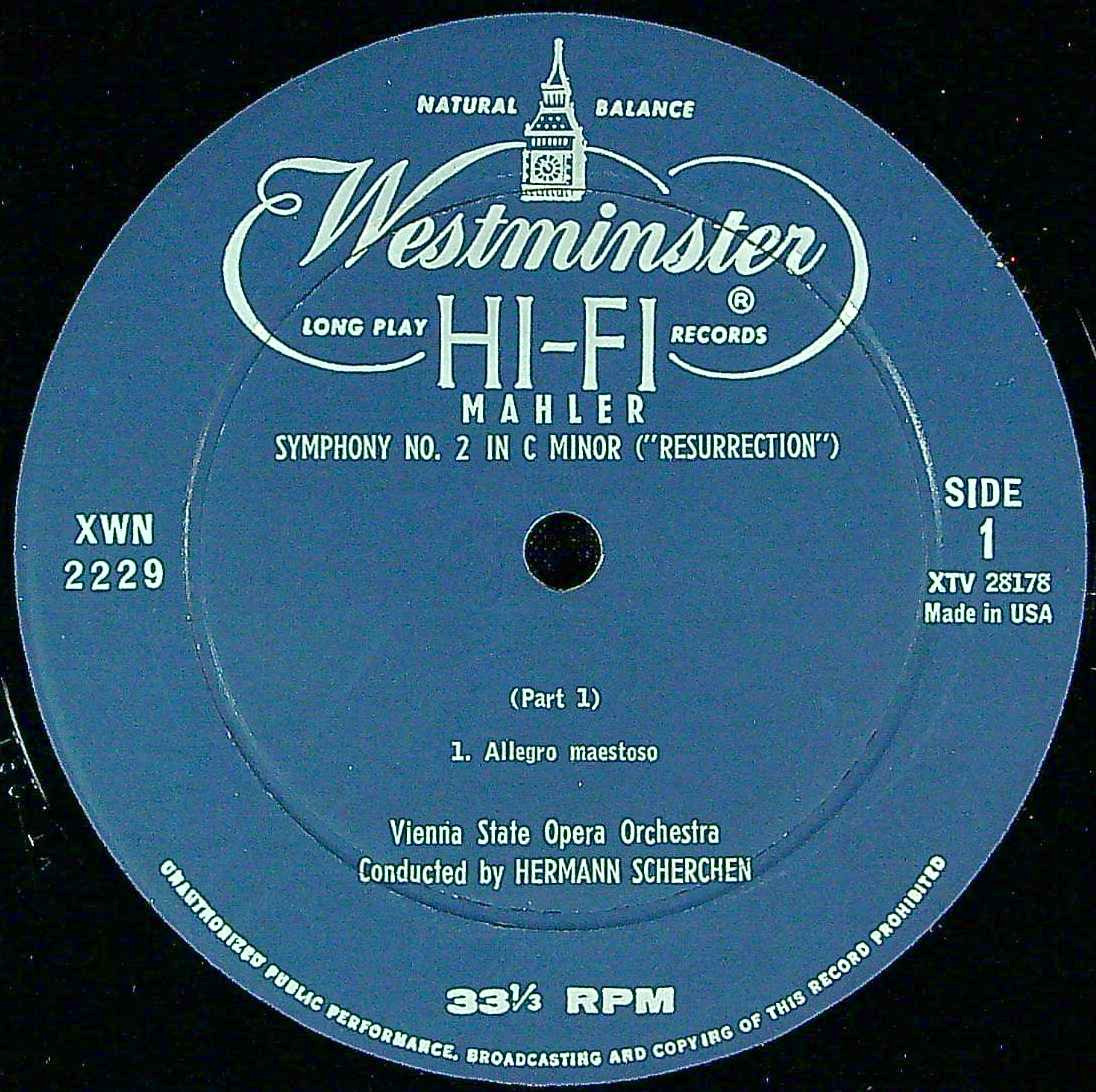 NATURAL BALANCE
Westminster
®
LONG PLAY HI-FI RECORDS
MAHLER
SYMPHONY NO. 2 IN C MINOR ("RESURRECTION")
XWN
2229
SIDE
1
XTV 28178
Made in USA
(Part 1)
1. Allegro maestoso
Vienna State Opera Orchestra
Conducted by HERMANN SCHERCHEN
33⅓ RPM
UNAUTHORIZED PUBLIC PERFORMANCE, BROADCASTING AND COPYING OF THIS RECORD PROHIBITED